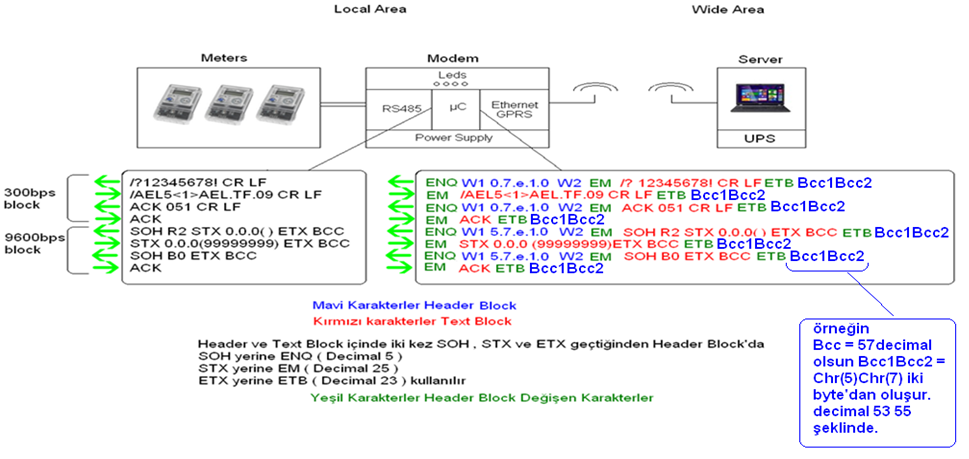 Local Area
Wide Area
Meters
Modem
Server
Leds
RS485
µC
Ethernet
GPRS
Power Supply
UPS
300bps
block
9600bps
block
/?12345678! CR LF
/AEL5<1>AEL.TF.09 CR LF
ACK 051 CR LF
ACK
SOH R2 STX 0.0.0( ) ETX BCC
STX 0.0.0(99999999) ETX BCC
SOH B0 ETX BCC
ACK
ENQ W1 0.7.e.1.0 W2 EM /? 12345678! CR LF ETB Bcc1Bcc2
EM /AEL5<1>AEL.TF.09 CR LF ETB Bcc1Bcc2
ENQ W1 0.7.e.1.0 W2 EM ACK 051 CR LF ETB Bcc1Bcc2
EM ACK ETB Bcc1Bcc2
ENQ W1 5.7.e.1.0 W2 EM SOH R2 STX 0.0.0( ) ETX BCC ETB Bcc1Bcc2
EM STX 0.0.0 (99999999)ETX BCC ETB Bcc1Bcc2
ENQ W1 5.7.e.1.0 W2 EM SOH B0 ETX BCC ETB Bcc1Bcc2
EM ACK ETB Bcc1Bcc2
Mavi Karakterler Header Block
Kırmızı karakterler Text Block
Header ve Text Block içinde iki kez SOH , STX ve ETX geçtiğinden Header Block'da
SOH yerine ENQ ( Decimal 5 )
STX yerine EM ( Decimal 25 )
ETX yerine ETB ( Decimal 23 ) kullanılır
Yeşil Karakterler Header Block Değişen Karakterler
örneğin
Bcc = 57decimal
olsun Bcc1Bcc2 =
Chr(5)Chr(7) iki
byte'dan oluşur.
decimal 53 55
şeklinde.